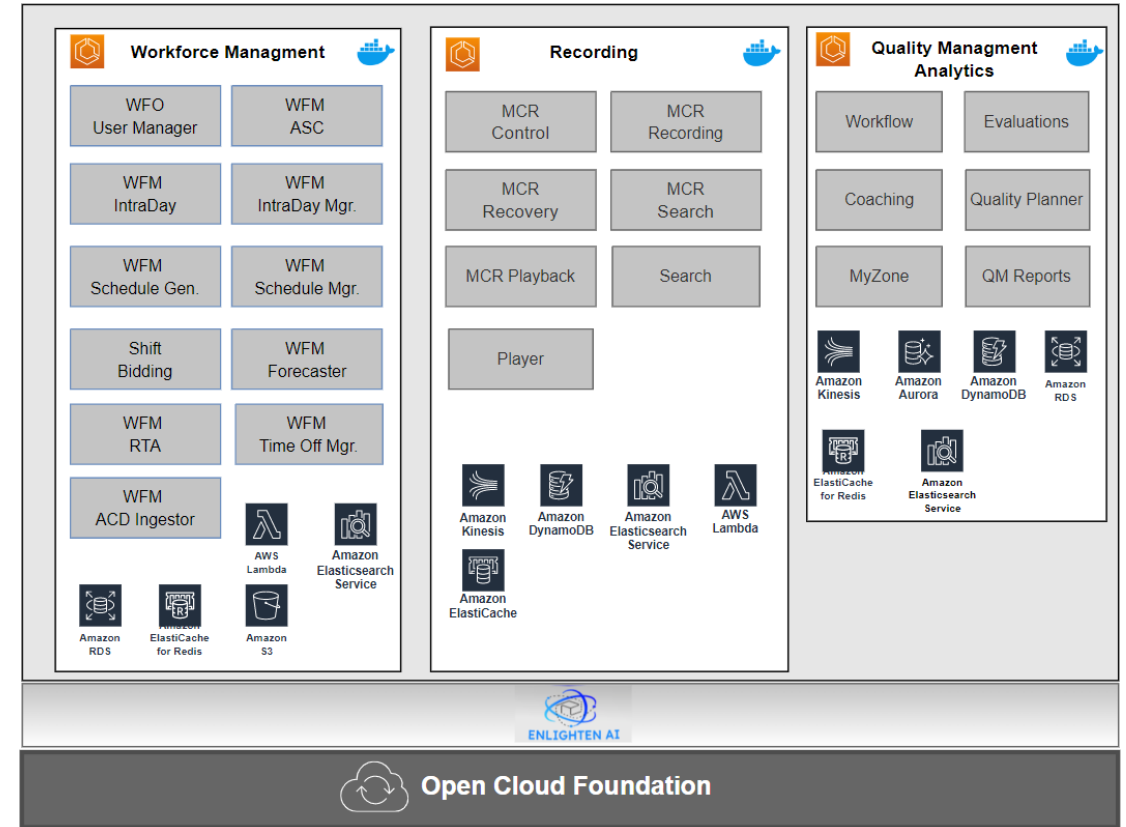 Workforce Managment
WFO
User Manager
WFM
ASC
WFM
IntraDay
WFM
IntraDay Mgr.
WFM
Schedule Gen.
WFM
Schedule Mgr.
Shift
Bidding
WFM
Forecaster
WFM
RTA
WFM
Time Off Mgr.
WFM
ACD Ingestor
AWS
Lambda
Amazon
Elasticsearch
Service
Amazon
RDS
R
Amazon
ElastiCache
for Redis
Amazon
S3
Recording
MCR
Control
MCR
Recording
MCR
Recovery
MCR
Search
MCR Playback
Search
Player
Amazon
Kinesis
Amazon
DynamoDB
Amazon
Elasticsearch
Service
AWS
Lambda
Amazon
ElastiCache
Quality Managment
Analytics
Workflow
Evaluations
Coaching
Quality Planner
MyZone
QM Reports
Amazon
Kinesis
Amazon
Aurora
Amazon
DynamoDB
Amazon
RDS
R
Amazon
ElastiCache
for Redis
Amazon
Elasticsearch
Service
ENLIGHTEN AI
Open Cloud Foundation